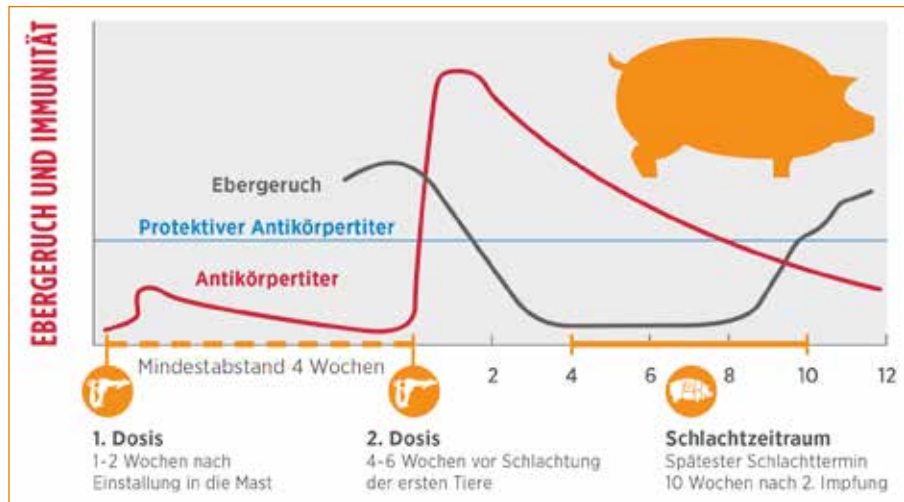 EBERGERUCH UND IMMUNITÄT
Ebergeruch
Protektiver Antikörpertiter
Antikörpertiter
Mindestabstand 4 Wochen
2
4
6
8
10
12
1. Dosis
1-2 Wochen nach
Einstallung in die Mast
2. Dosis
4-6 Wochen vor Schlachtung
der ersten Tiere
Schlachtzeitraum
Spätester Schlachttermin
10 Wochen nach 2. Impfung